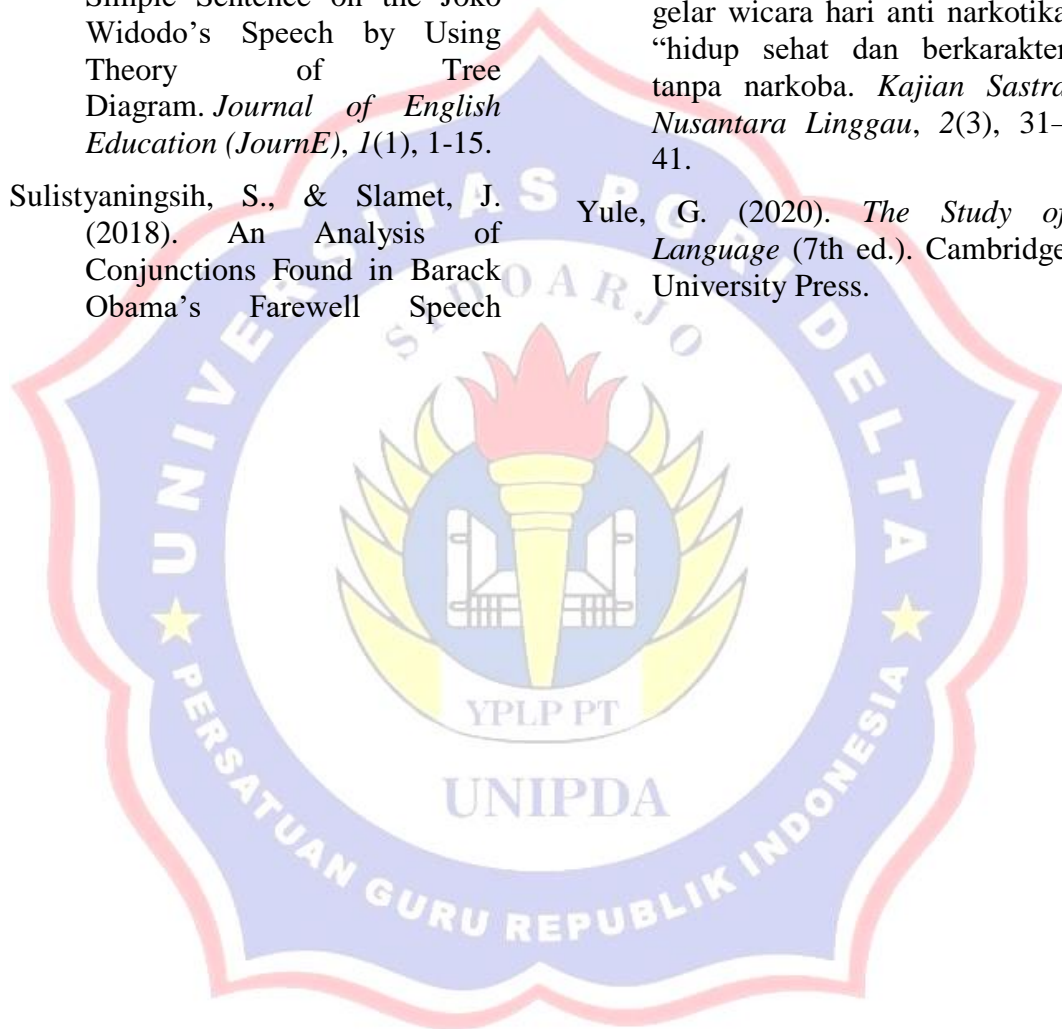 Simple Sentence on the Joko
Widodo's Speech by Using
Theory of Tree
Diagram. Journal of English
Education (JournE), 1(1), 1-15.
Sulistyaningsih, S., & Slamet, J.
(2018). An Analysis of
Conjunctions Found in Barack
Obama's Farewell Speech
gelar wicara hari anti narkotika
“hidup sehat dan berkarakter
tanpa narkoba. Kajian Sastra
Nusantara Linggau, 2(3), 31–
41.
Yule, G. (2020). The Study of
Language (7th ed.). Cambridge
University Press.
UNIVERSITAS PGRI DELTA
SIDOARJO
YPLP PT
UNIPDA
PERSATUAN GURU REPUBLIK INDONESIA